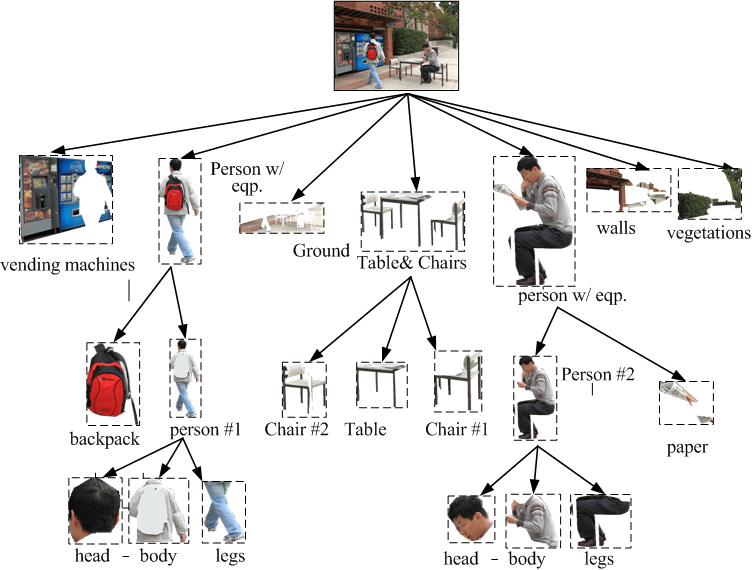 Person w/
eqp.
Ground
Table& Chairs
walls
vegetations
vending machines
person w/ eqp.
Person #2
backpack
person #1
Chair #2
Table
Chair #1
paper
head - body
legs
head - body
legs